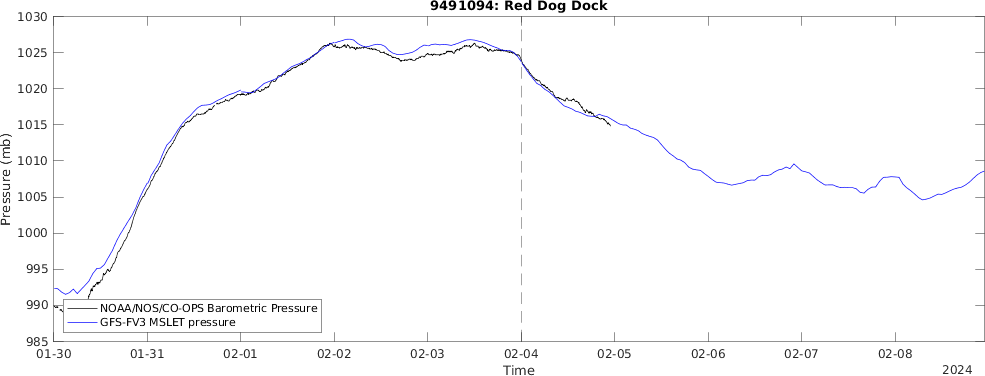 9491094: Red Dog Dock
Pressure (mb)
1030
1025
1020
1015
1010
1005
1000
995
990
985
NOAA/NOS/CO-OPS Barometric Pressure
GFS-FV3 MSLET pressure
01-30 01-31 02-01 02-02 02-03 02-04 02-05 02-06 02-07 02-08
Time
2024